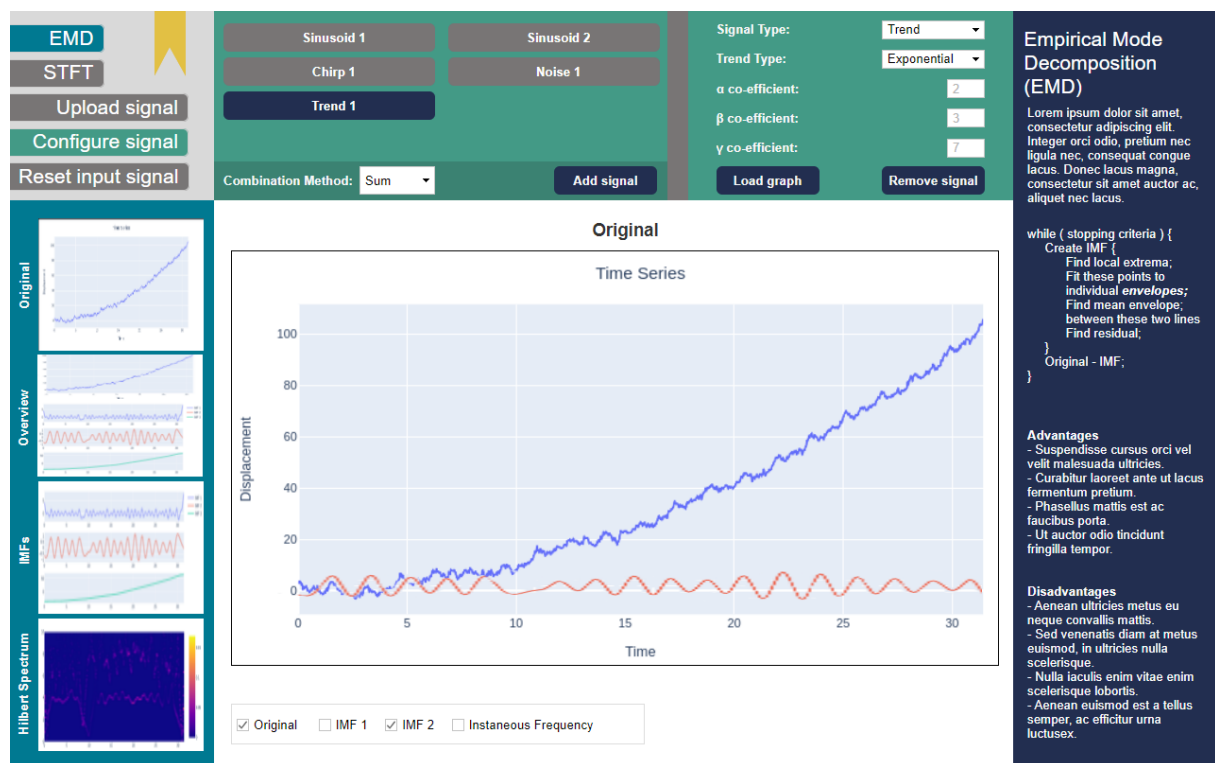 EMD
STFT
Upload signal
Configure signal
Reset input signal
Sinusoid 1
Sinusoid 2
Chirp 1
Noise 1
Trend 1
Combination Method: Sum
Add signal
Signal Type: Trend
Trend Type: Exponential
α co-efficient: 2
β co-efficient: 3
γ co-efficient: 7
Load graph
Remove signal
Original
Overview
IMFs
Hilbert Spectrum
Original
Time Series
Displacement
100
80
60
40
20
0
0 5 10 15 20 25 30
Time
Original IMF 1 IMF 2 Instaneous Frequency
Empirical Mode
Decomposition
(EMD)
Lorem ipsum dolor sit amet,
consectetur adipiscing elit.
Integer orci odio, pretium nec
ligula nec, consequat congue
lacus. Donec lacus magna,
consectetur sit amet auctor ac,
aliquet nec lacus.
while ( stopping criteria ) {
Create IMF {
Find local extrema;
Fit these points to
individual envelopes;
Find mean envelope;
between these two lines
Find residual;
}
Original - IMF;
}
Advantages
- Suspendisse cursus orci vel
velit malesuada ultricies.
- Curabitur laoreet ante ut lacus
fermentum pretium.
- Phasellus mattis est ac
faucibus porta.
- Ut auctor odio tincidunt
fringilla tempor.
Disadvantages
- Aenean ultricies metus eu
neque convallis mattis.
- Sed venenatis diam at metus
euismod, in ultricies nulla
scelerisque.
- Nulla iaculis enim vitae enim
scelerisque lobortis.
- Aenean euismod est a tellus
semper, ac efficitur urna
luctusex.